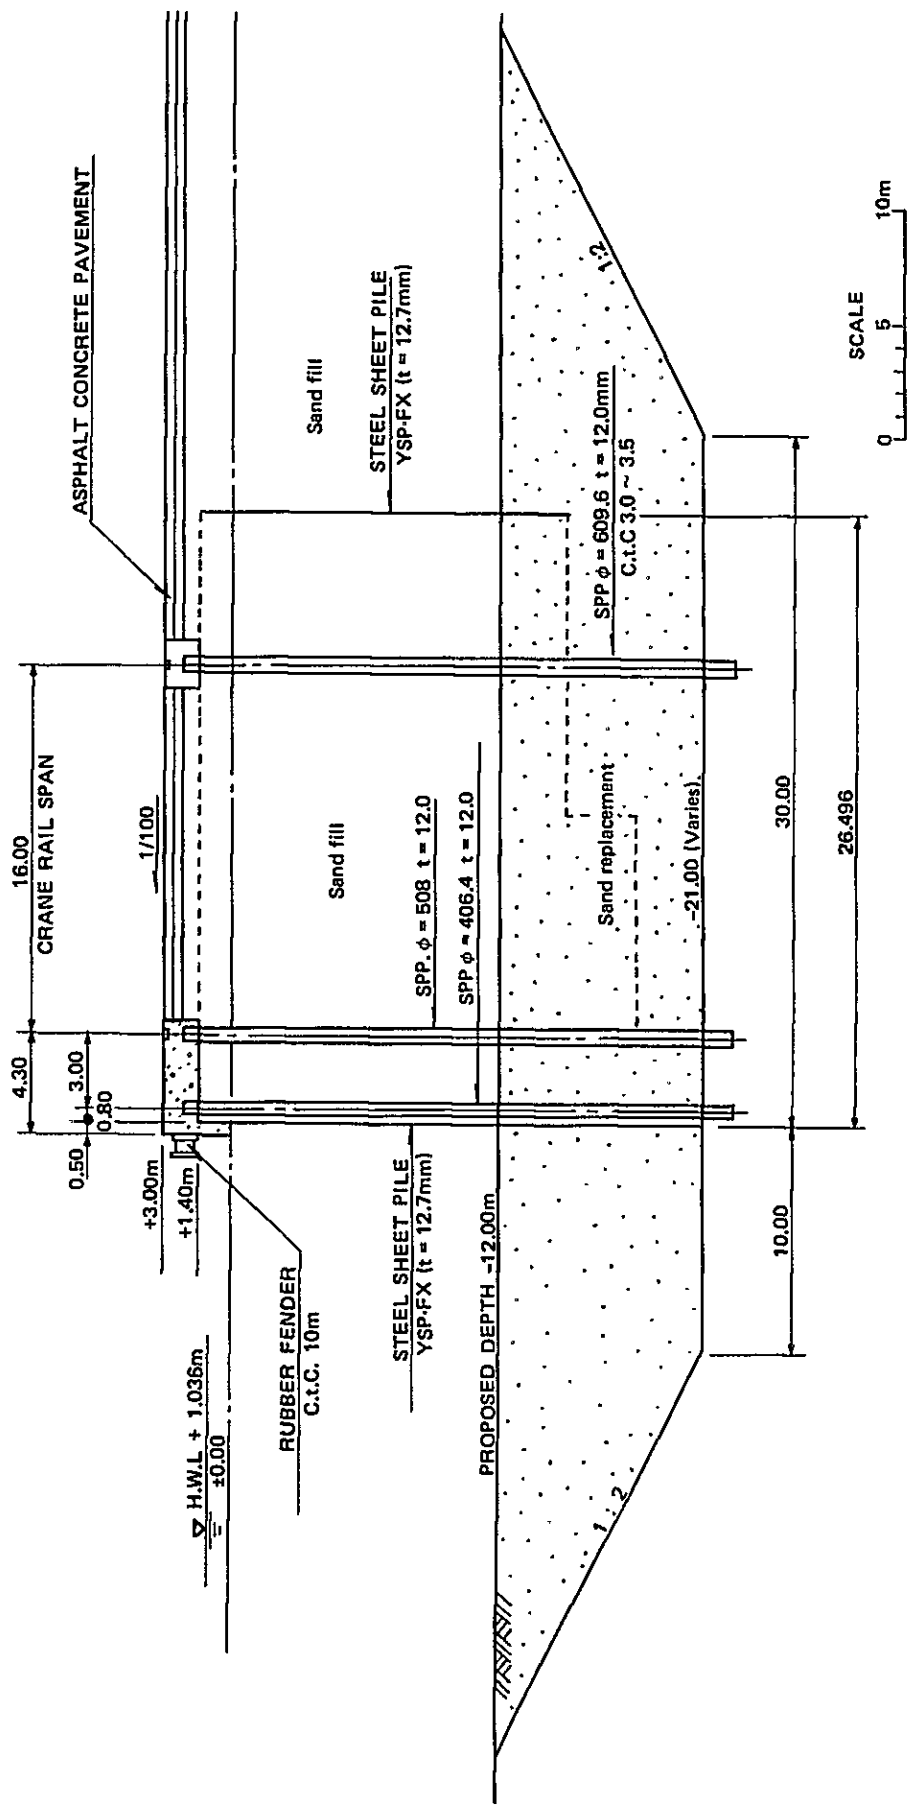 16.00
CRANE RAIL SPAN
4.30
3.00
0.80
0.50
+3.00m
+1.40m
1/100
ASPHALT CONCRETE PAVEMENT
▽ H.W.L + 1.036m
±0.00
RUBBER FENDER
C.t.C. 10m
Sand fill
Sand fill
STEEL SHEET PILE
YSP-FX (t = 12.7mm)
STEEL SHEET PILE
YSP-FX (t = 12.7mm)
SPP. φ = 508 t = 12.0
SPP φ = 406.4 t = 12.0
PROPOSED DEPTH -12.00m
SPP φ = 609.6 t = 12.0mm
C.t.C 3.0 ~ 3.5
Sand replacement
-21.00 (Varies)
1 : 2
1:2
10.00
30.00
26.496
SCALE
0 5 10m